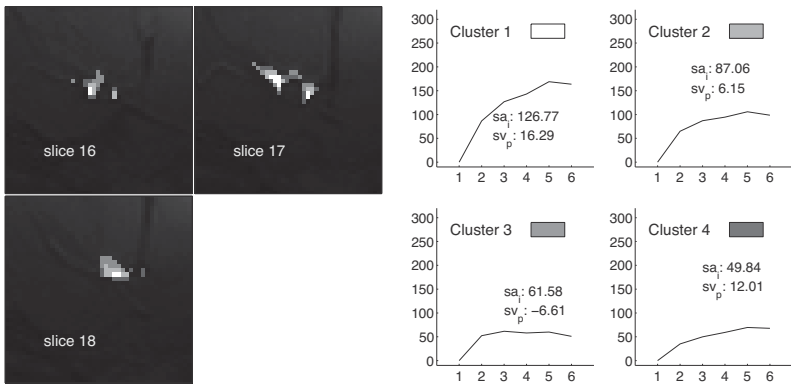 slice 16
slice 17
slice 18
300
250
200
150
100
50
0
Cluster 1
sa_i: 126.77
sv_p: 16.29
1 2 3 4 5 6
300
250
200
150
100
50
0
Cluster 2
sa_i: 87.06
sv_p: 6.15
1 2 3 4 5 6
300
250
200
150
100
50
0
Cluster 3
sa_i: 61.58
sv_p: −6.61
1 2 3 4 5 6
300
250
200
150
100
50
0
Cluster 4
sa_i: 49.84
sv_p: 12.01
1 2 3 4 5 6